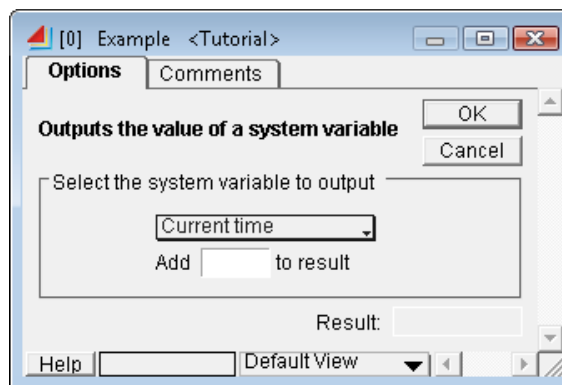 [0] Example <Tutorial>
Options Comments
OK
Outputs the value of a system variable
Cancel
Select the system variable to output
Current time
Add to result
Result:
Help Default View